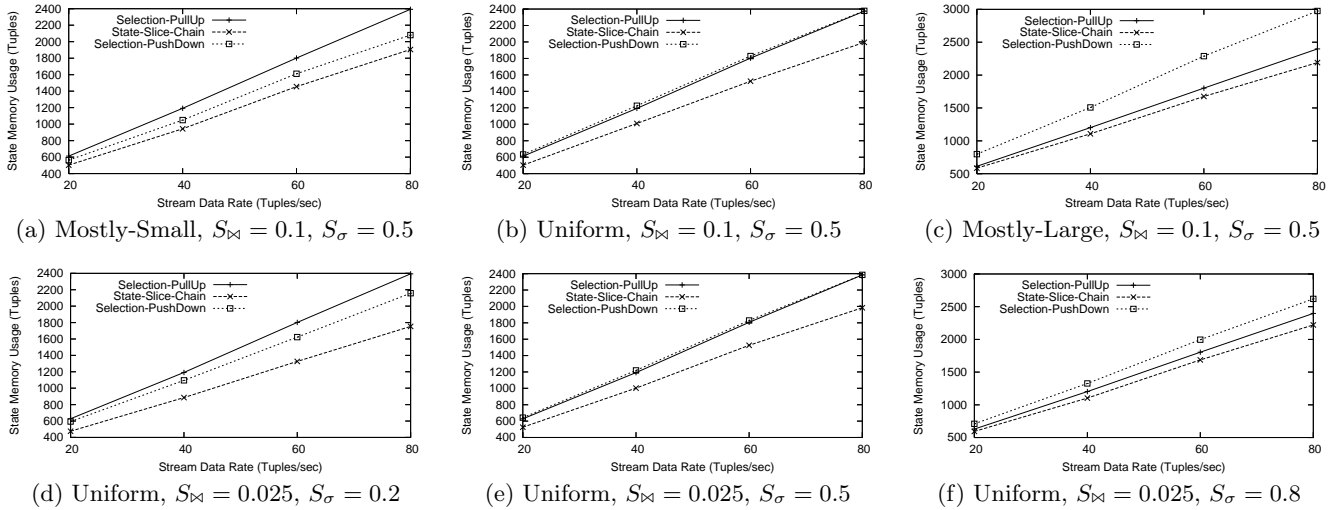 State Memory Usage (Tuples)
2400
2200
2000
1800
1600
1400
1200
1000
800
600
400
Selection-PullUp
State-Slice-Chain
Selection-PushDown
20 40 60 80
Stream Data Rate (Tuples/sec)
(a) Mostly-Small, S⋈ = 0.1, Sσ = 0.5
State Memory Usage (Tuples)
2400
2200
2000
1800
1600
1400
1200
1000
800
600
400
Selection-PullUp
State-Slice-Chain
Selection-PushDown
20 40 60 80
Stream Data Rate (Tuples/sec)
(b) Uniform, S⋈ = 0.1, Sσ = 0.5
State Memory Usage (Tuples)
3000
2500
2000
1500
1000
500
Selection-PullUp
State-Slice-Chain
Selection-PushDown
20 40 60 80
Stream Data Rate (Tuples/sec)
(c) Mostly-Large, S⋈ = 0.1, Sσ = 0.5
State Memory Usage (Tuples)
2400
2200
2000
1800
1600
1400
1200
1000
800
600
400
Selection-PullUp
State-Slice-Chain
Selection-PushDown
20 40 60 80
Stream Data Rate (Tuples/sec)
(d) Uniform, S⋈ = 0.025, Sσ = 0.2
State Memory Usage (Tuples)
2400
2200
2000
1800
1600
1400
1200
1000
800
600
400
Selection-PullUp
State-Slice-Chain
Selection-PushDown
20 40 60 80
Stream Data Rate (Tuples/sec)
(e) Uniform, S⋈ = 0.025, Sσ = 0.5
State Memory Usage (Tuples)
3000
2500
2000
1500
1000
500
Selection-PullUp
State-Slice-Chain
Selection-PushDown
20 40 60 80
Stream Data Rate (Tuples/sec)
(f) Uniform, S⋈ = 0.025, Sσ = 0.8